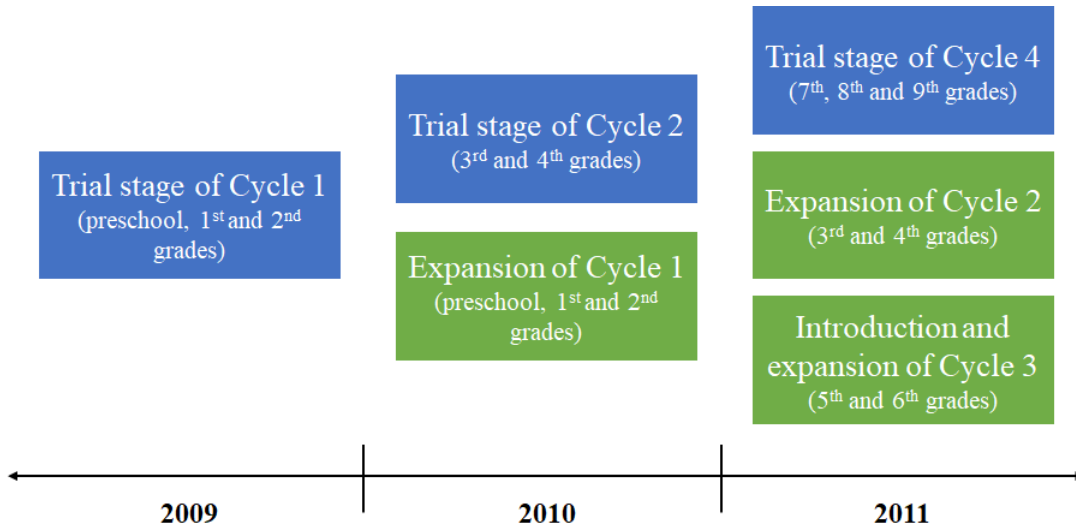 Trial stage of Cycle 1
(preschool, 1st and 2nd
grades)
Trial stage of Cycle 2
(3rd and 4th grades)
Expansion of Cycle 1
(preschool, 1st and 2nd
grades)
Trial stage of Cycle 4
(7th, 8th and 9th grades)
Expansion of Cycle 2
(3rd and 4th grades)
Introduction and
expansion of Cycle 3
(5th and 6th grades)
2009
2010
2011